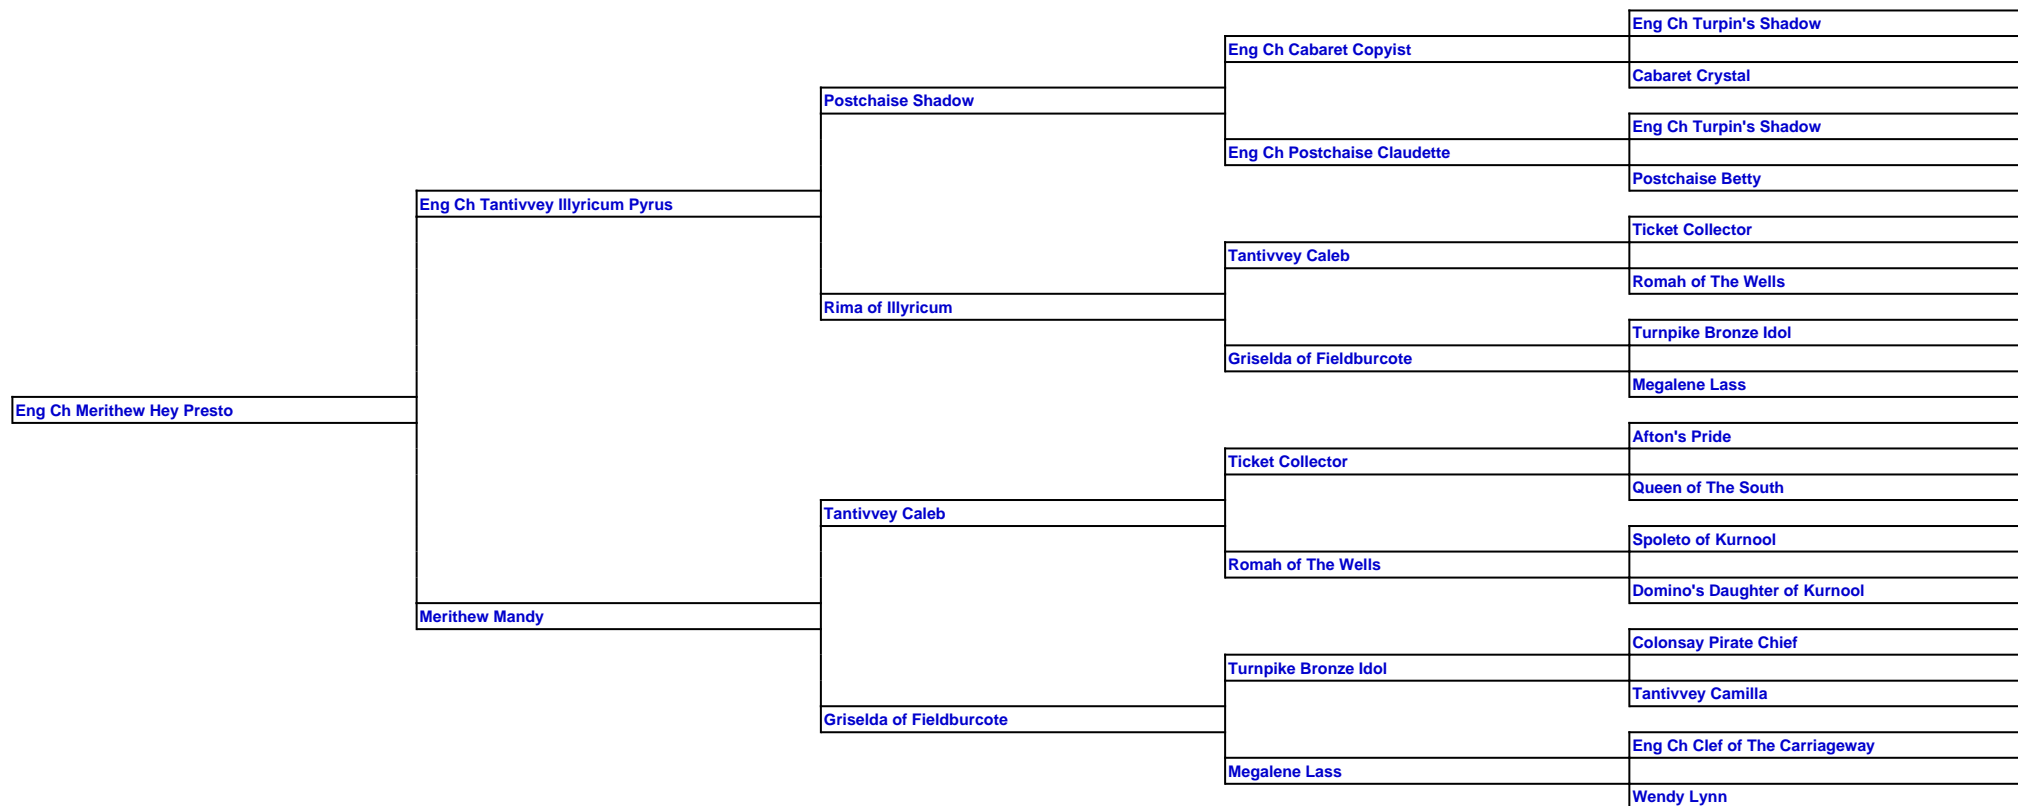 Eng Ch Turpin's Shadow
Eng Ch Cabaret Copyist
Cabaret Crystal
Postchaise Shadow
Eng Ch Turpin's Shadow
Eng Ch Postchaise Claudette
Postchaise Betty
Eng Ch Tantivvey Illyricum Pyrus
Ticket Collector
Tantivvey Caleb
Romah of The Wells
Rima of Illyricum
Turnpike Bronze Idol
Griselda of Fieldburcote
Megalene Lass
Eng Ch Merithew Hey Presto
Afton's Pride
Ticket Collector
Queen of The South
Tantivvey Caleb
Spoleto of Kurnool
Romah of The Wells
Domino's Daughter of Kurnool
Merithew Mandy
Colonsay Pirate Chief
Turnpike Bronze Idol
Tantivvey Camilla
Griselda of Fieldburcote
Eng Ch Clef of The Carriageway
Megalene Lass
Wendy Lynn